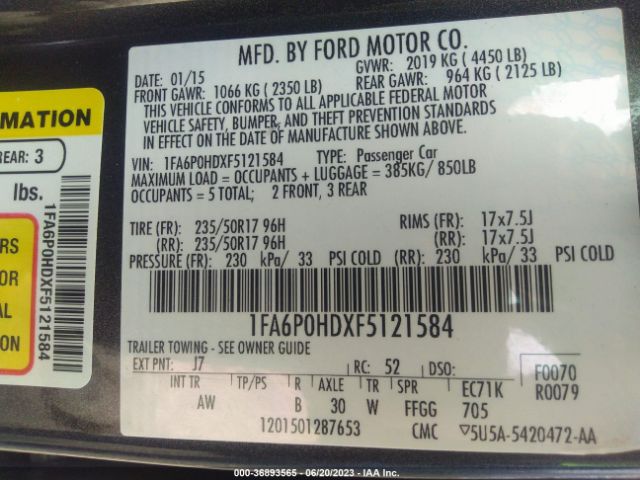 MFD. BY FORD MOTOR CO.
DATE: 01/15
GVWR: 2019 KG ( 4450 LB)
FRONT GAWR: 1066 KG ( 2350 LB)
REAR GAWR: 964 KG ( 2125 LB)
THIS VEHICLE CONFORMS TO ALL APPLICABLE FEDERAL MOTOR
VEHICLE SAFETY, BUMPER, AND THEFT PREVENTION STANDARDS
IN EFFECT ON THE DATE OF MANUFACTURE SHOWN ABOVE.
VIN: 1FA6P0HDXF5121584 TYPE: Passenger Car
MAXIMUM LOAD = OCCUPANTS + LUGGAGE = 385KG/ 850LB
OCCUPANTS = 5 TOTAL; 2 FRONT, 3 REAR
TIRE (FR): 235/50R17 96H RIMS (FR): 17x7.5J
(RR): 235/50R17 96H (RR): 17x7.5J
PRESSURE (FR): 230 kPa/ 33 PSI COLD (RR): 230 kPa/ 33 PSI COLD
1FA6P0HDXF5121584
TRAILER TOWING - SEE OWNER GUIDE
EXT PNT: J7 RC: 52 DSO: F0070
INT TR TP/PS R AXLE TR SPR EC71K R0079
AW B 30 W FFGG 705
1201501287653 CMC 5U5A-5420472-AA
MATION
REAR: 3
lbs.
1FA6P0HDXF5121584
ERS
OR
AL
ON
000-36893565 - 06/20/2023 - IAA Inc.